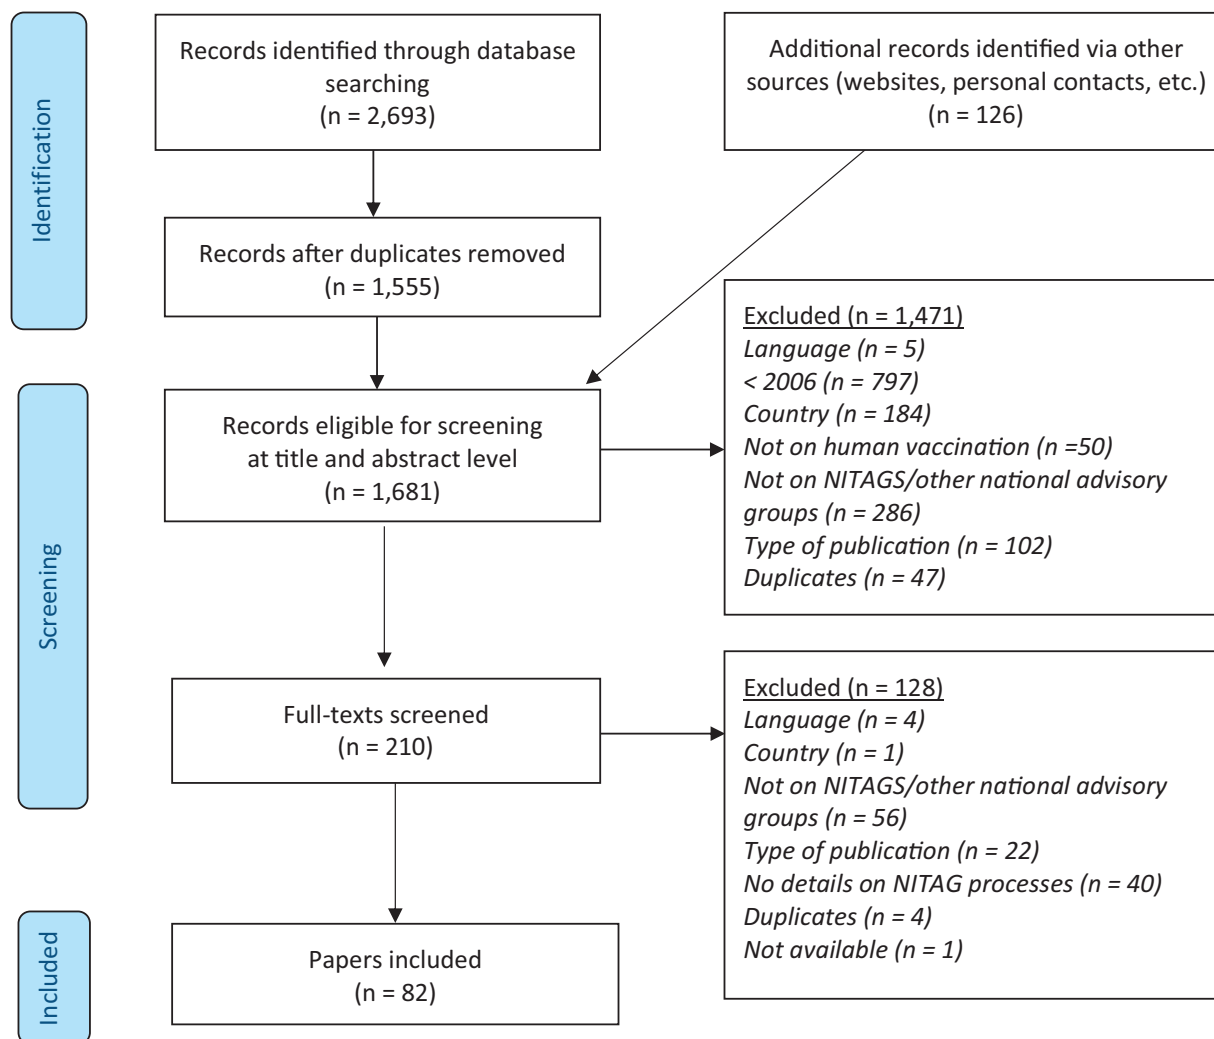 Identification
Records identified through database
searching
(n = 2,693)
Additional records identified via other
sources (websites, personal contacts, etc.)
(n = 126)
Records after duplicates removed
(n = 1,555)
Screening
Records eligible for screening
at title and abstract level
(n = 1,681)
Excluded (n = 1,471)
Language (n = 5)
< 2006 (n = 797)
Country (n = 184)
Not on human vaccination (n =50)
Not on NITAGS/other national advisory
groups (n = 286)
Type of publication (n = 102)
Duplicates (n = 47)
Full-texts screened
(n = 210)
Excluded (n = 128)
Language (n = 4)
Country (n = 1)
Not on NITAGS/other national advisory
groups (n = 56)
Type of publication (n = 22)
No details on NITAG processes (n = 40)
Duplicates (n = 4)
Not available (n = 1)
Included
Papers included
(n = 82)